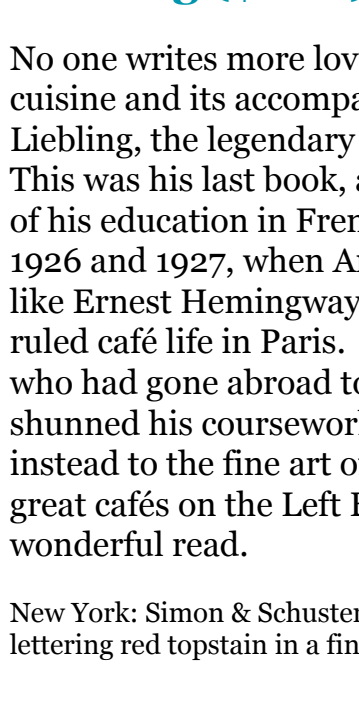 No one writes more lov
cuisine and its accompa
Liebling, the legendary
This was his last book, a
of his education in Fren
1926 and 1927, when Am
like Ernest Hemingway
ruled café life in Paris.
who had gone abroad to
shunned his coursework
instead to the fine art o
great cafés on the Left B
wonderful read.
New York: Simon & Schuster
lettering red topstain in a fin